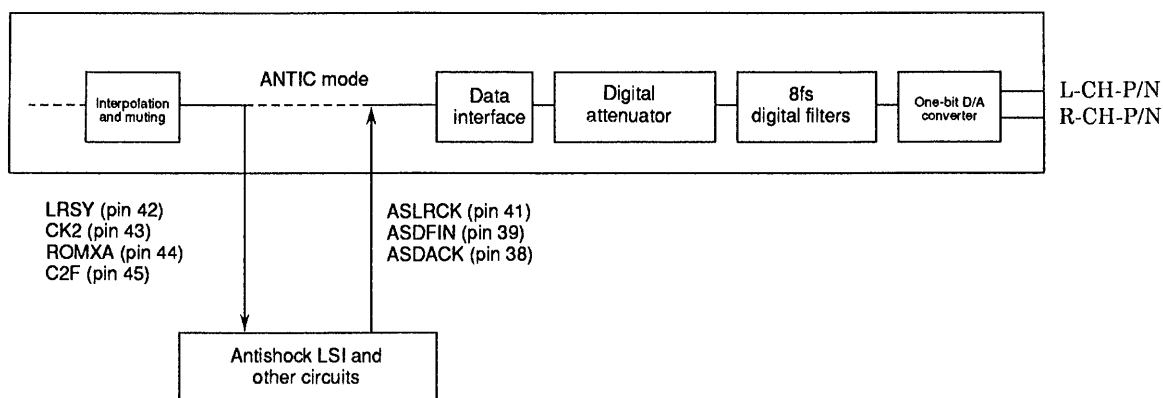 ANTIC mode
Interpolation
and muting
Data
interface
Digital
attenuator
8fs
digital filters
One-bit D/A
converter
L-CH-P/N
R-CH-P/N
LRSY (pin 42)
CK2 (pin 43)
ROMXA (pin 44)
C2F (pin 45)
ASLRCK (pin 41)
ASDFIN (pin 39)
ASDACK (pin 38)
Antishock LSI and
other circuits